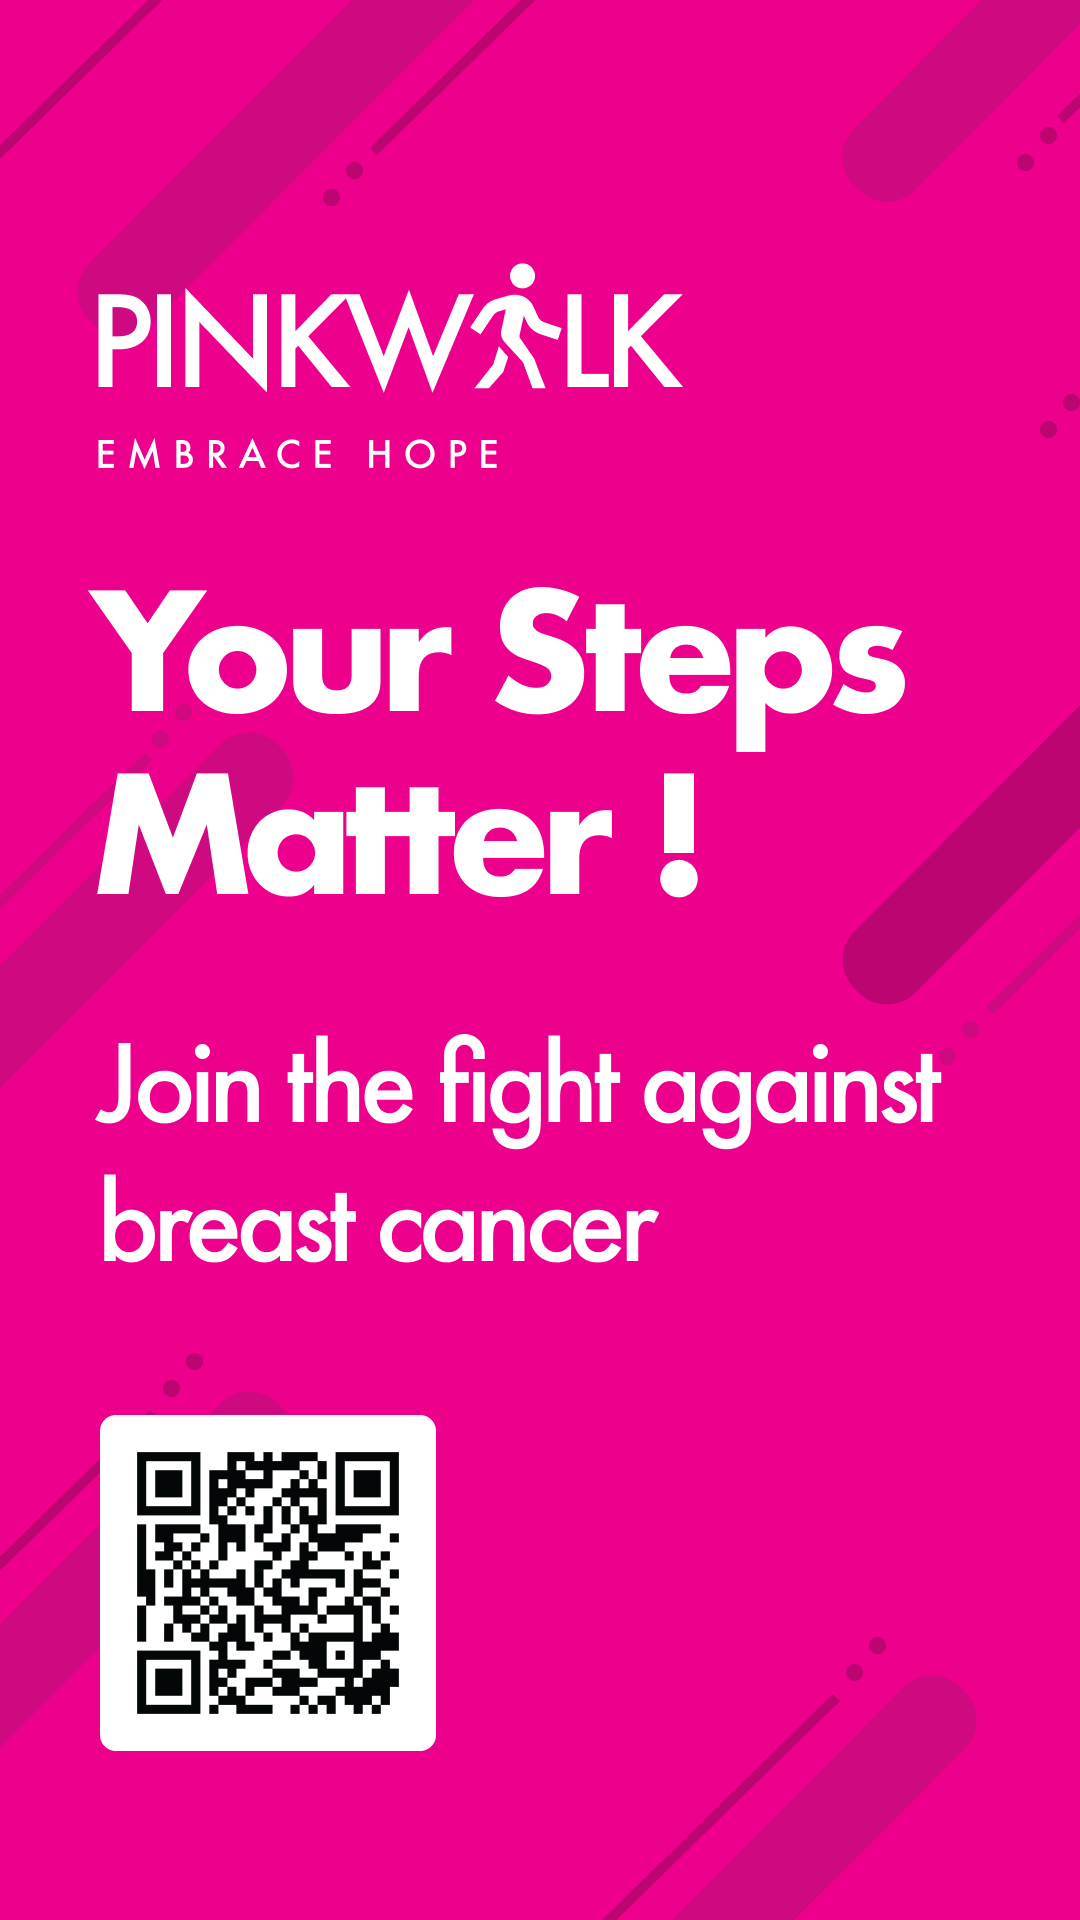 PINKWALK
EMBRACE HOPE
Your Steps
Matter !
Join the fight against
breast cancer